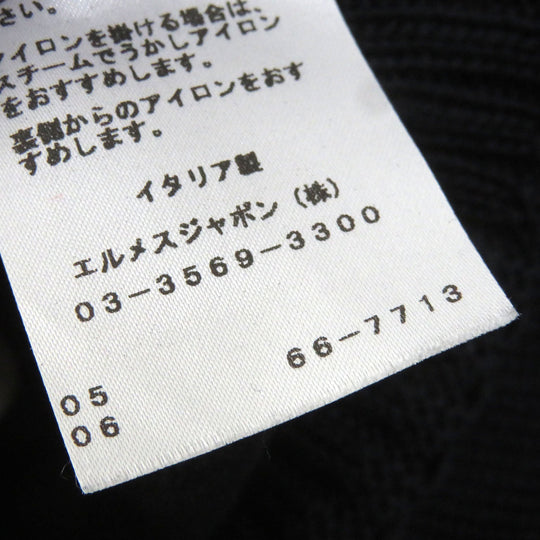 さい。
アイロンを掛ける場合は、
スチームでうかしアイロン
をおすすめします。
裏側からのアイロンをおす
すめします。
イタリア製
エルメスジャポン（株）
03-3569-3300
66-7713
05
06